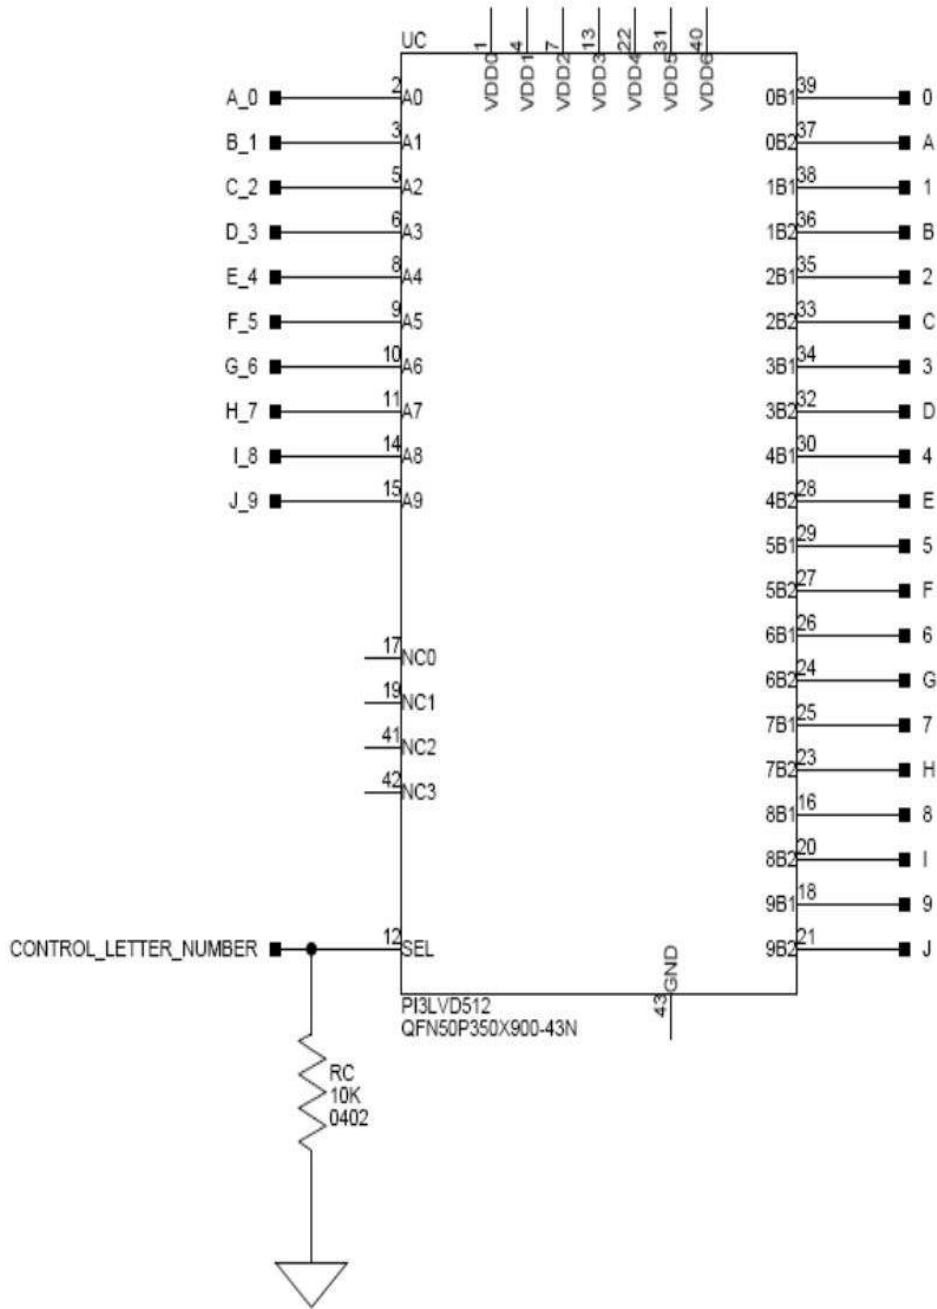 UC
1 VDD0
4 VDD1
7 VDD2
13 VDD3
22 VDD4
31 VDD5
40 VDD6
A_0 2 A0
B_1 3 A1
C_2 5 A2
D_3 6 A3
E_4 8 A4
F_5 9 A5
G_6 10 A6
H_7 11 A7
I_8 14 A8
J_9 15 A9
17 NC0
19 NC1
41 NC2
42 NC3
CONTROL_LETTER_NUMBER 12 SEL
0B1 39 0
0B2 37 A
1B1 38 1
1B2 36 B
2B1 35 2
2B2 33 C
3B1 34 3
3B2 32 D
4B1 30 4
4B2 28 E
5B1 29 5
5B2 27 F
6B1 26 6
6B2 24 G
7B1 25 7
7B2 23 H
8B1 16 8
8B2 20 I
9B1 18 9
9B2 21 J
43 GND
PI3LVD512
QFN50P350X900-43N
RC
10K
0402